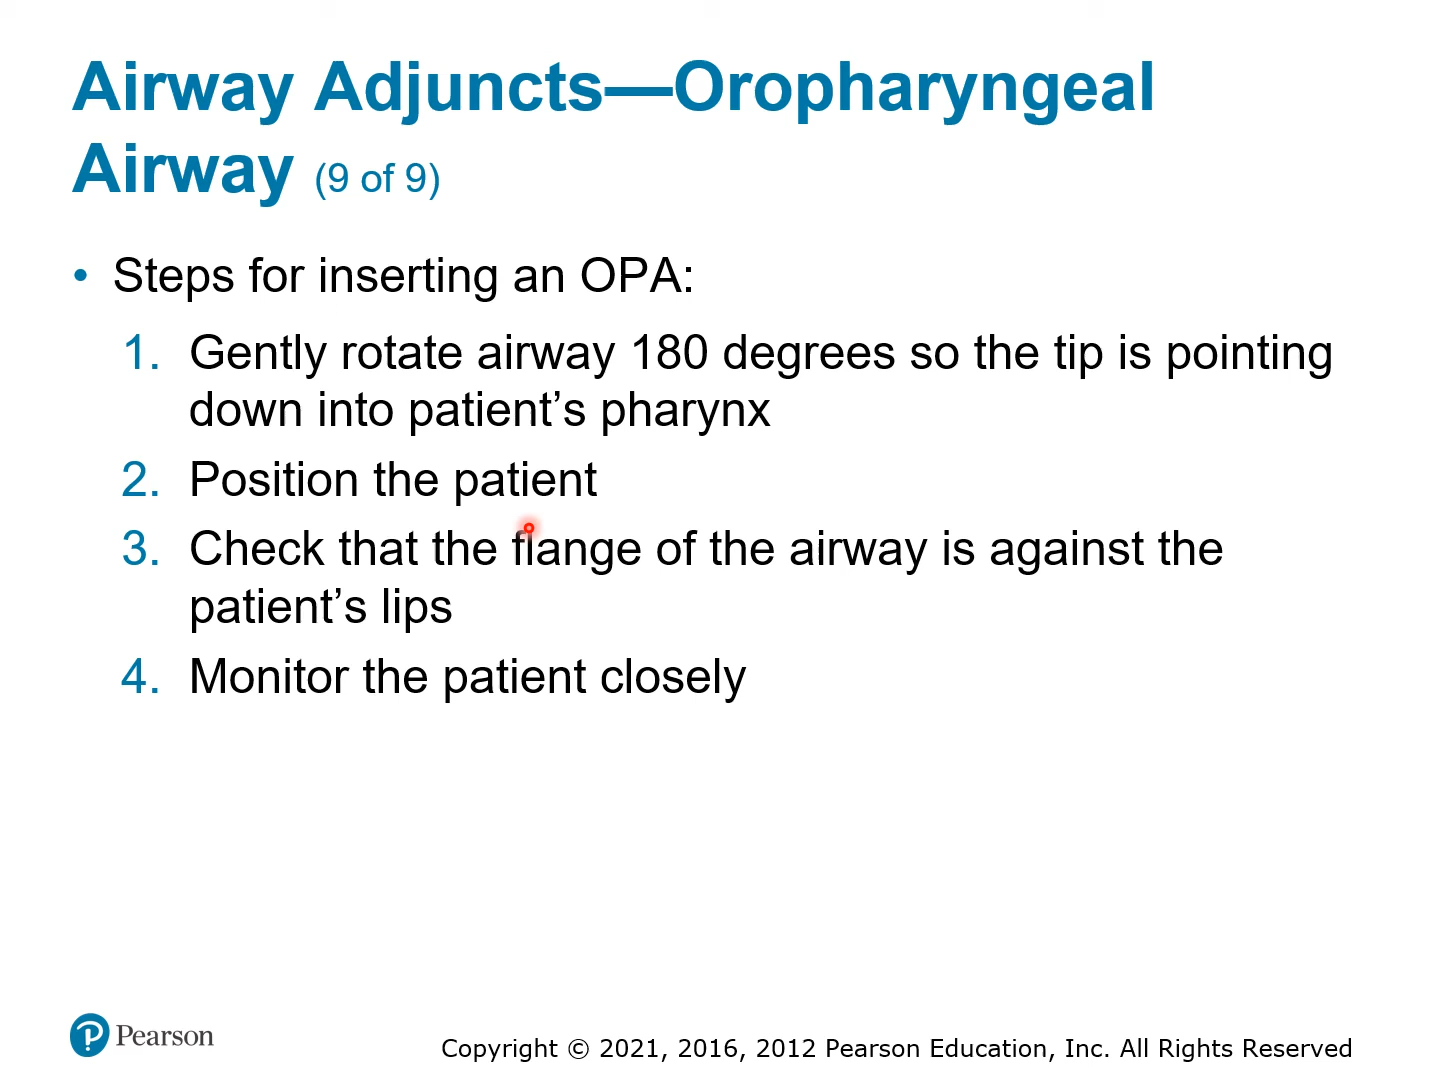 Airway Adjuncts—Oropharyngeal
Airway (9 of 9)
• Steps for inserting an OPA:
1. Gently rotate airway 180 degrees so the tip is pointing
down into patient’s pharynx
2. Position the patient
3. Check that the flange of the airway is against the
patient’s lips
4. Monitor the patient closely
Pearson
Copyright © 2021, 2016, 2012 Pearson Education, Inc. All Rights Reserved